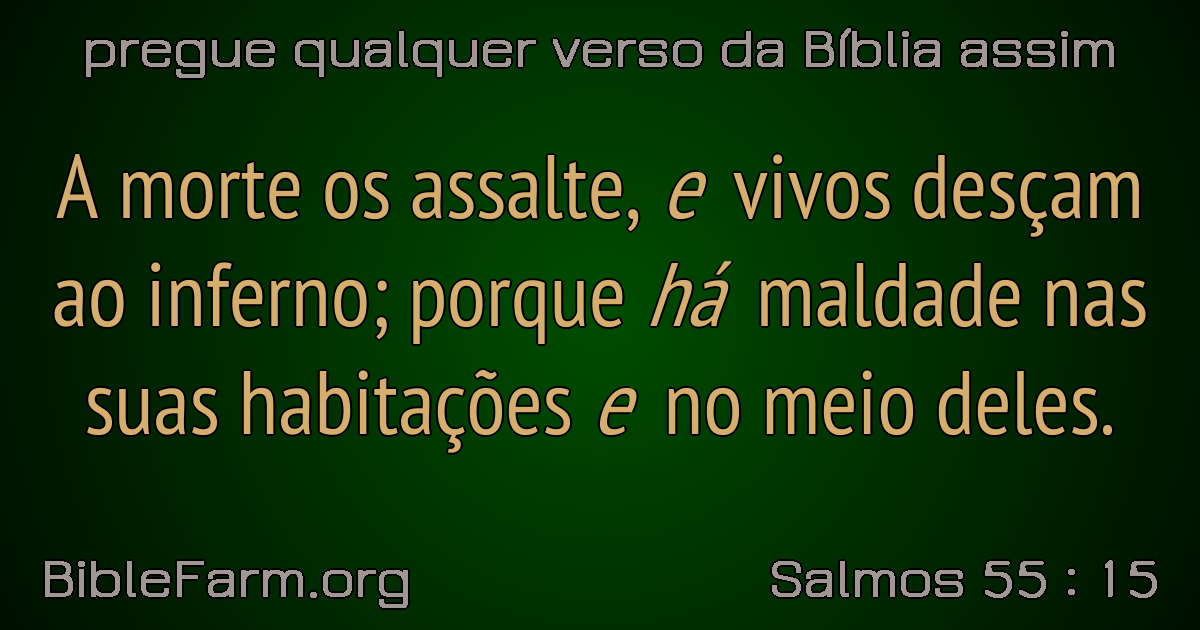 pregue qualquer verso da Bíblia assim
A morte os assalte, e vivos desçam
ao inferno; porque há maldade nas
suas habitações e no meio deles.
BibleFarm.org
Salmos 55 : 15